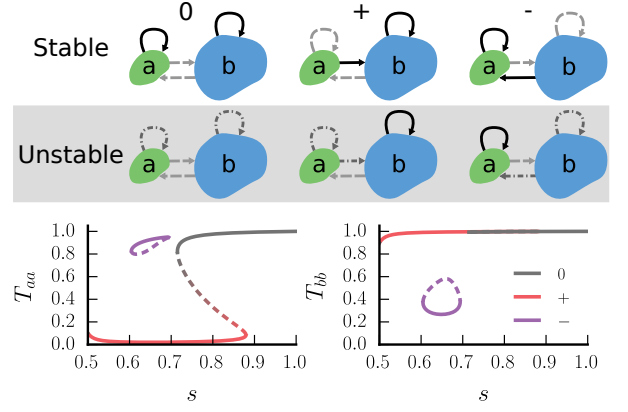 0 + -
Stable a b a b a b
Unstable a b a b a b
1.0 0.8 0.6 0.4 0.2 0.0
T_aa
0.5 0.6 0.7 0.8 0.9 1.0
s
1.0 0.8 0.6 0.4 0.2 0.0
T_bb
0.5 0.6 0.7 0.8 0.9 1.0
s
0
+
−